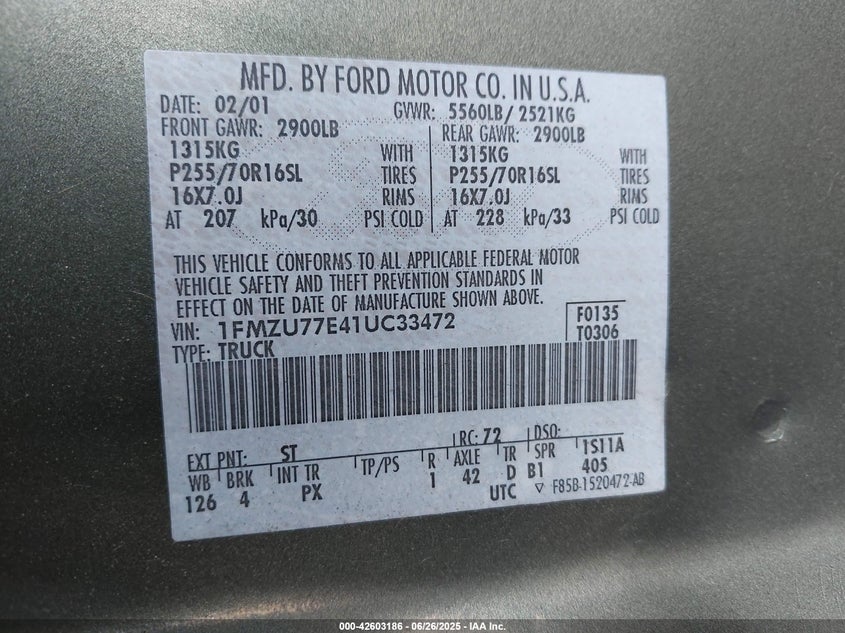 MFD. BY FORD MOTOR CO. IN U.S.A.
DATE: 02/01 GVWR: 5560LB/ 2521KG
FRONT GAWR: 2900LB REAR GAWR: 2900LB
1315KG WITH 1315KG WITH
P255/70R16SL TIRES P255/70R16SL TIRES
16X7.0J RIMS 16X7.0J RIMS
AT 207 kPa/30 PSI COLD AT 228 kPa/33 PSI COLD
THIS VEHICLE CONFORMS TO ALL APPLICABLE FEDERAL MOTOR
VEHICLE SAFETY AND THEFT PREVENTION STANDARDS IN
EFFECT ON THE DATE OF MANUFACTURE SHOWN ABOVE.
VIN: 1FMZU77E41UC33472 F0135
TYPE: TRUCK T0306
EXT PNT: ST RC: 72 DSO:
WB BRK INT TR TP/PS R AXLE TR SPR 1S11A
126 4 PX 1 42 D B1 405
UTC ▽ F85B-1520472-AB
000-42603186 - 06/26/2025 - IAA Inc.